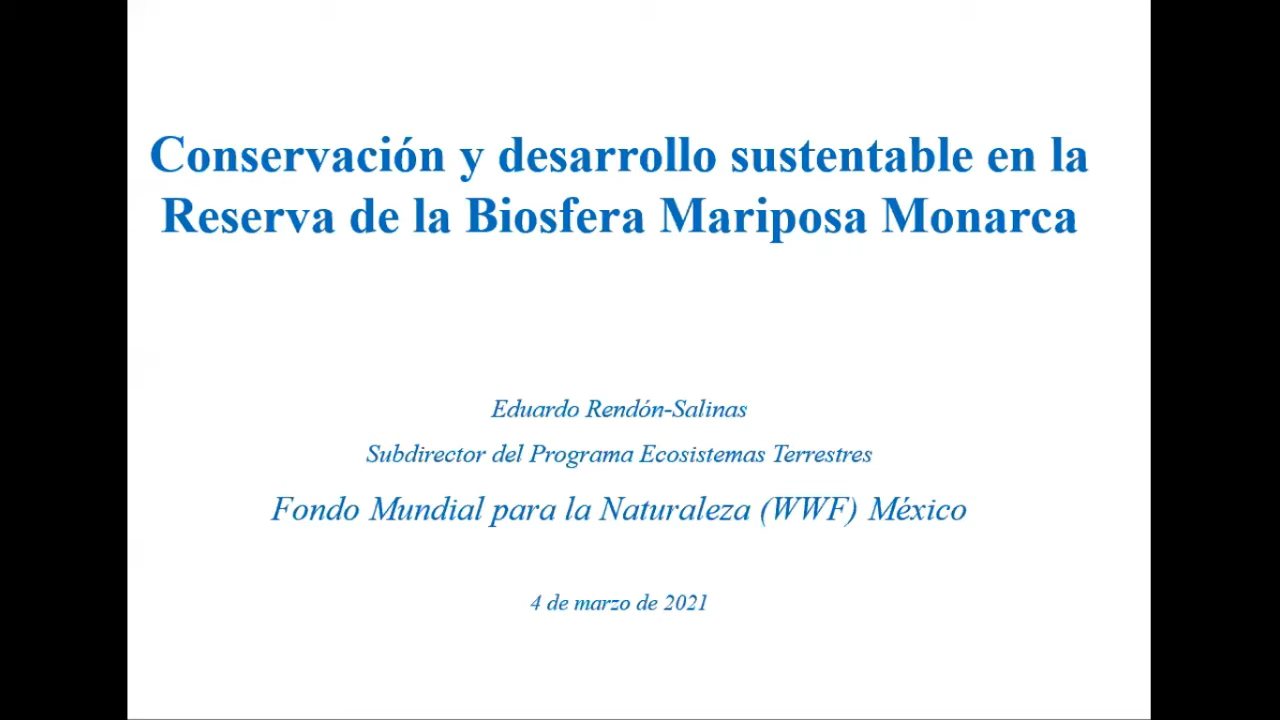 Conservación y desarrollo sustentable en la
Reserva de la Biosfera Mariposa Monarca
Eduardo Rendón-Salinas
Subdirector del Programa Ecosistemas Terrestres
Fondo Mundial para la Naturaleza (WWF) México
4 de marzo de 2021